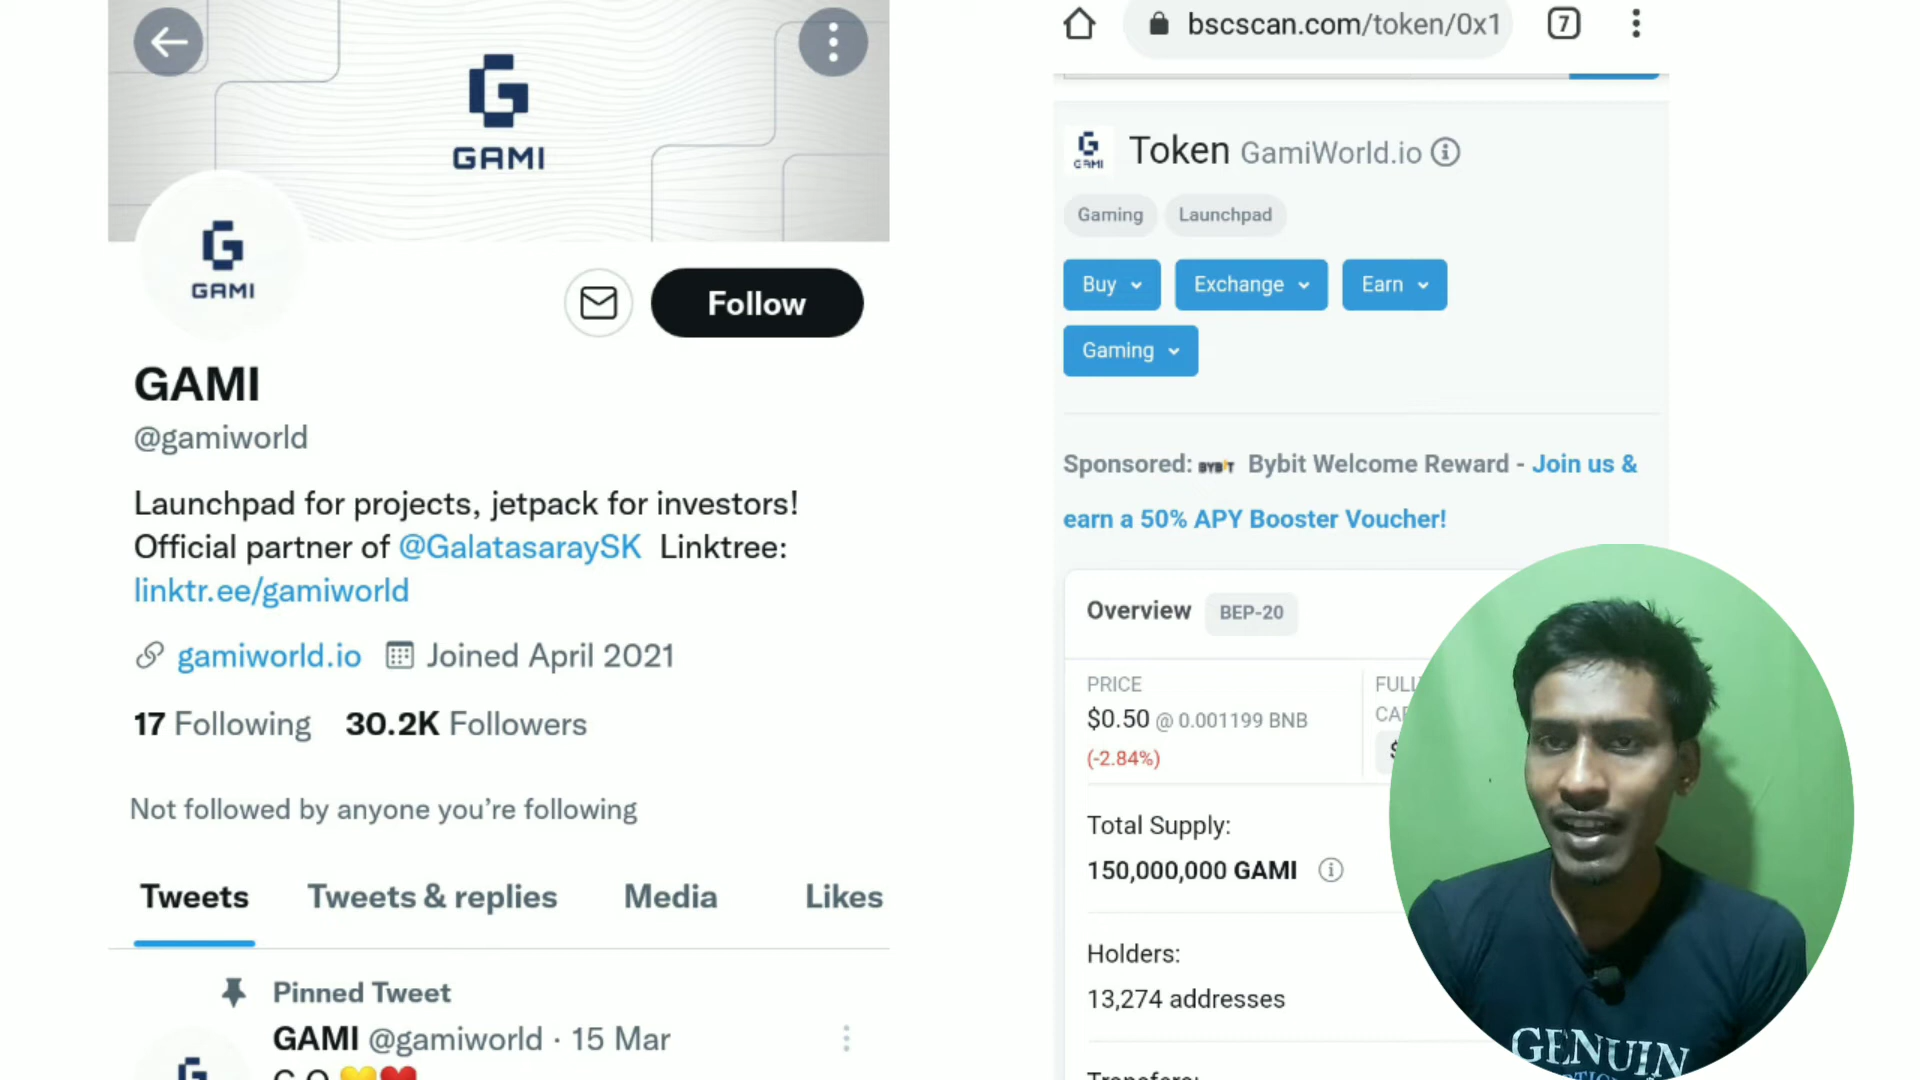 GAMI
GAMI
Follow
GAMI
@gamiworld
Launchpad for projects, jetpack for investors!
Official partner of @GalatasaraySK Linktree:
linktr.ee/gamiworld
gamiworld.io Joined April 2021
17 Following 30.2K Followers
Not followed by anyone you’re following
Tweets Tweets & replies Media Likes
Pinned Tweet
GAMI @gamiworld · 15 Mar
bscscan.com/token/0x1
7
GAMI
Token GamiWorld.io
Gaming Launchpad
Buy Exchange Earn
Gaming
Sponsored: BYBIT Bybit Welcome Reward - Join us &
earn a 50% APY Booster Voucher!
Overview BEP-20
PRICE
$0.50 @ 0.001199 BNB
(-2.84%)
Total Supply:
150,000,000 GAMI
Holders:
13,274 addresses
GENUIN